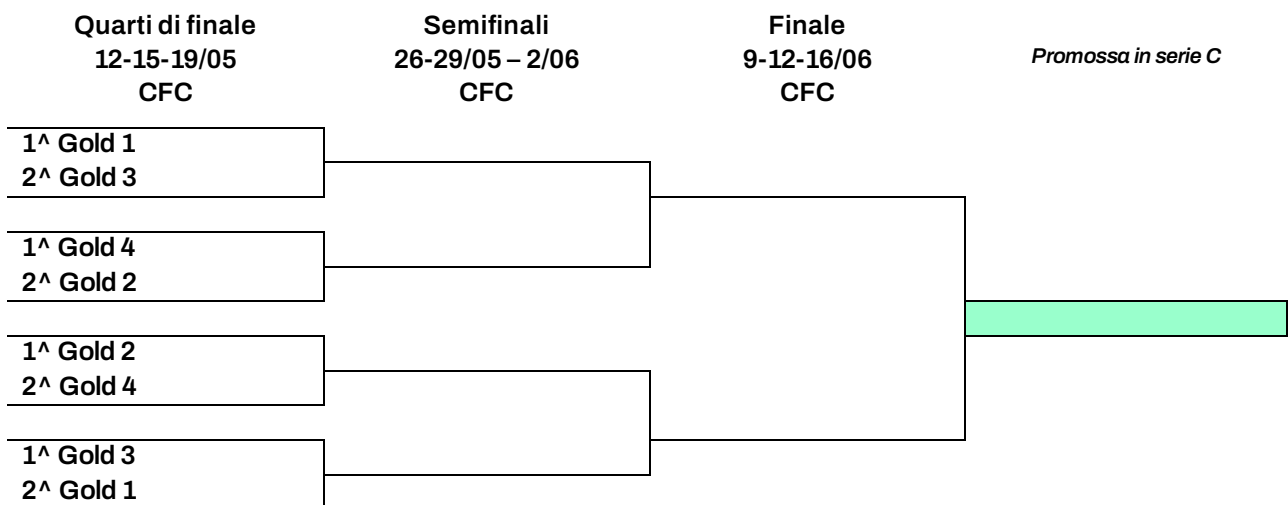 Quarti di finale
12-15-19/05
CFC
Semifinali
26-29/05 – 2/06
CFC
Finale
9-12-16/06
CFC
Promossa in serie C
1^ Gold 1
2^ Gold 3
1^ Gold 4
2^ Gold 2
1^ Gold 2
2^ Gold 4
1^ Gold 3
2^ Gold 1